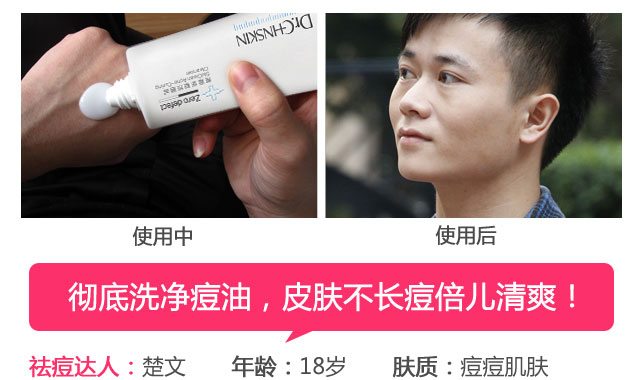 Dr.GHNSKIN
Cleanser
Zero defect
使用中
使用后
彻底洗净痘油，皮肤不长痘倍儿清爽！
祛痘达人：楚文 年龄：18岁 肤质：痘痘肌肤